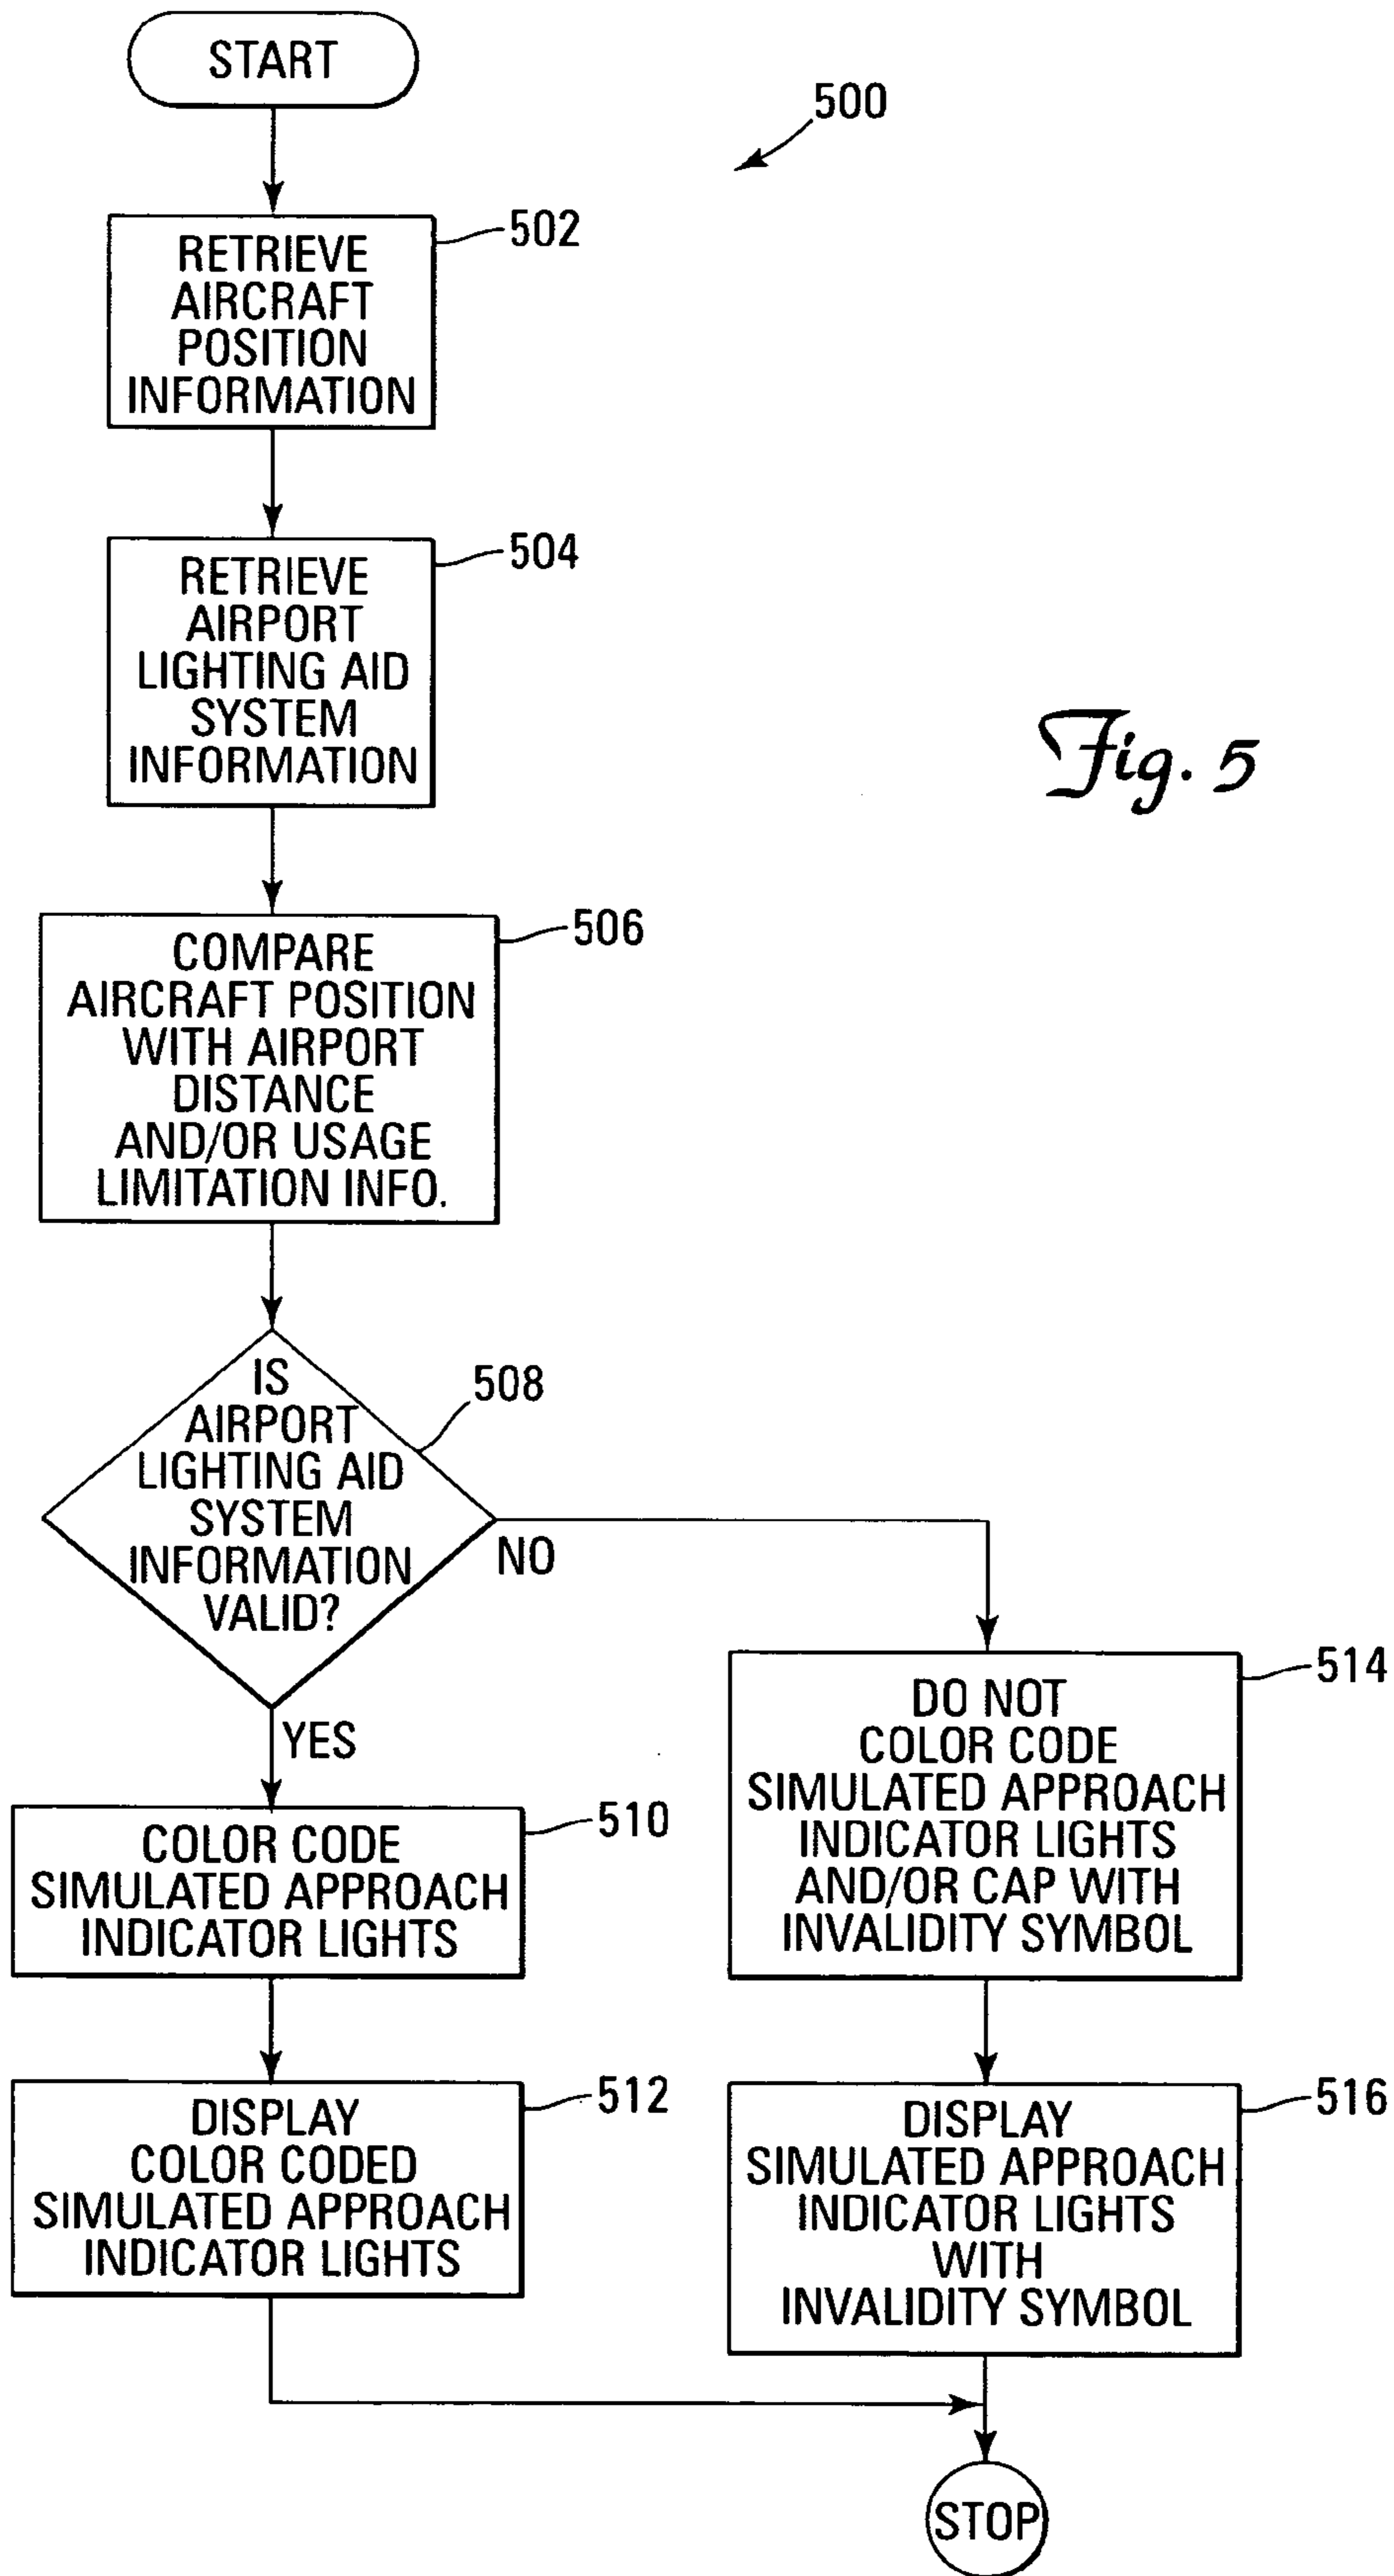 START
500
502
RETRIEVE
AIRCRAFT
POSITION
INFORMATION
504
RETRIEVE
AIRPORT
LIGHTING AID
SYSTEM
INFORMATION
Fig. 5
506
COMPARE
AIRCRAFT POSITION
WITH AIRPORT
DISTANCE
AND/OR USAGE
LIMITATION INFO.
508
IS
AIRPORT
LIGHTING AID
SYSTEM
INFORMATION
VALID?
NO
YES
510
COLOR CODE
SIMULATED APPROACH
INDICATOR LIGHTS
512
DISPLAY
COLOR CODED
SIMULATED APPROACH
INDICATOR LIGHTS
514
DO NOT
COLOR CODE
SIMULATED APPROACH
INDICATOR LIGHTS
AND/OR CAP WITH
INVALIDITY SYMBOL
516
DISPLAY
SIMULATED APPROACH
INDICATOR LIGHTS
WITH
INVALIDITY SYMBOL
STOP